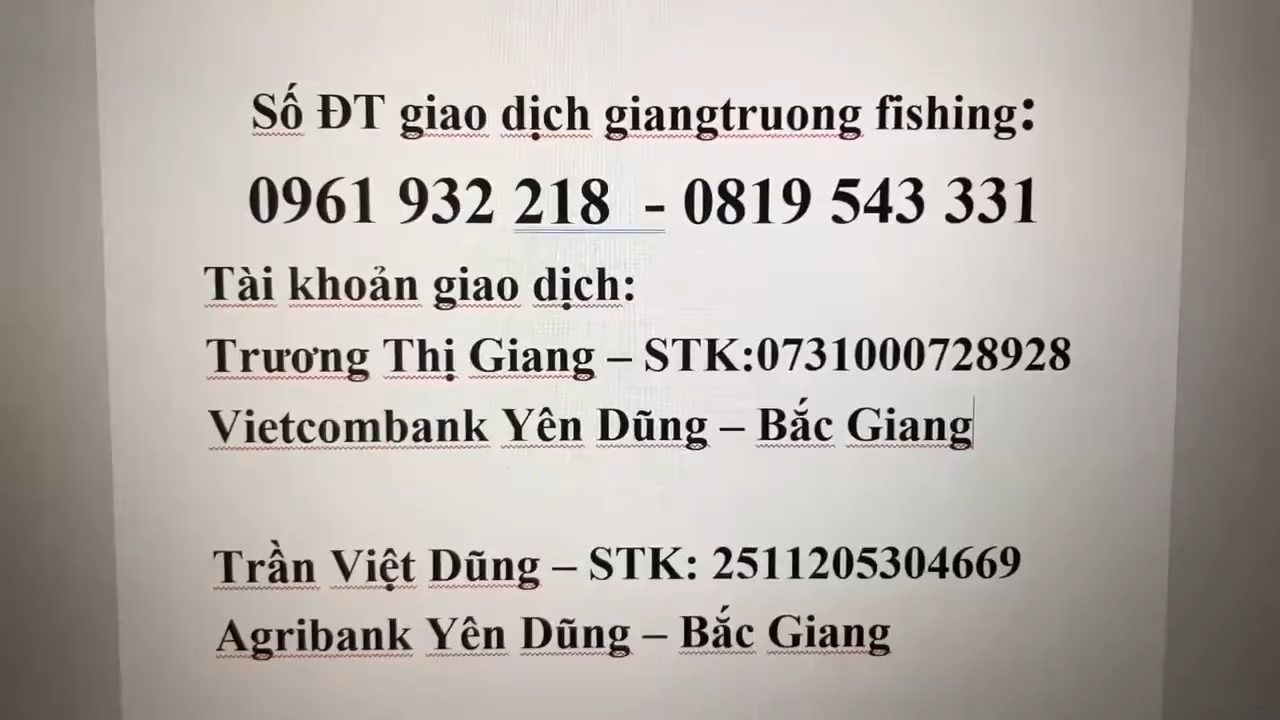 Số ĐT giao dịch giangtruong fishing:
0961 932 218 - 0819 543 331
Tài khoản giao dịch:
Trương Thị Giang – STK:0731000728928
Vietcombank Yên Dũng – Bắc Giang
Trần Việt Dũng – STK: 2511205304669
Agribank Yên Dũng – Bắc Giang